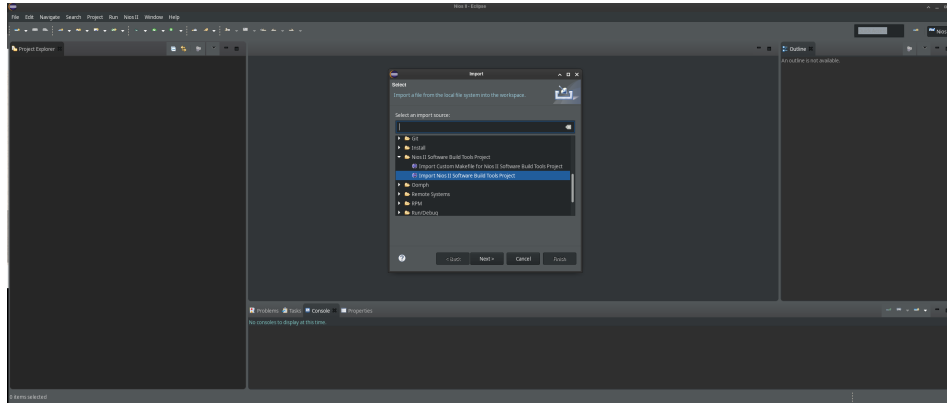 Nios II - Eclipse
File Edit Navigate Search Project Run Nios II Window Help
Nios
Project Explorer
Outline
An outline is not available.
Import
Select
Import a file from the local file system into the workspace.
Select an import source:
Git
Install
Nios II Software Build Tools Project
Import Custom Makefile for Nios II Software Build Tools Project
Import Nios II Software Build Tools Project
Oomph
Remote Systems
RPM
Run/Debug
< Back Next > Cancel Finish
Problems Tasks Console Properties
No consoles to display at this time.
0 items selected